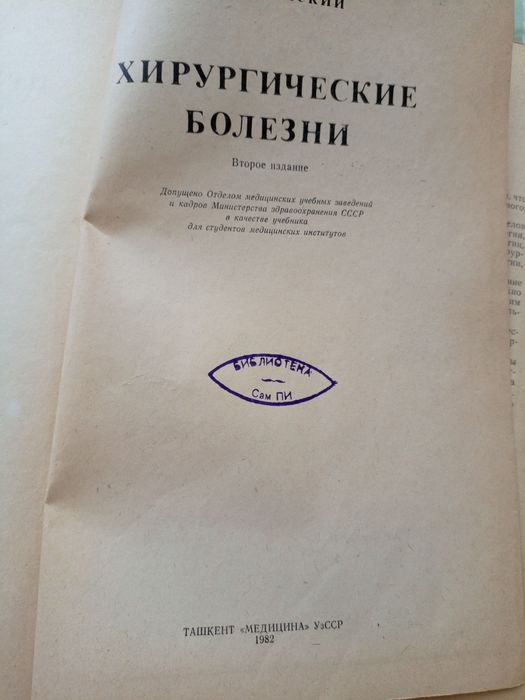 ХИРУРГИЧЕСКИЕ
БОЛЕЗНИ
Второе издание
Допущено Отделом медицинских учебных заведений
и кадров Министерства здравоохранения СССР
в качестве учебника
для студентов медицинских институтов
БИБЛИОТЕКА
Сам ПИ
ТАШКЕНТ «МЕДИЦИНА» УзССР
1982